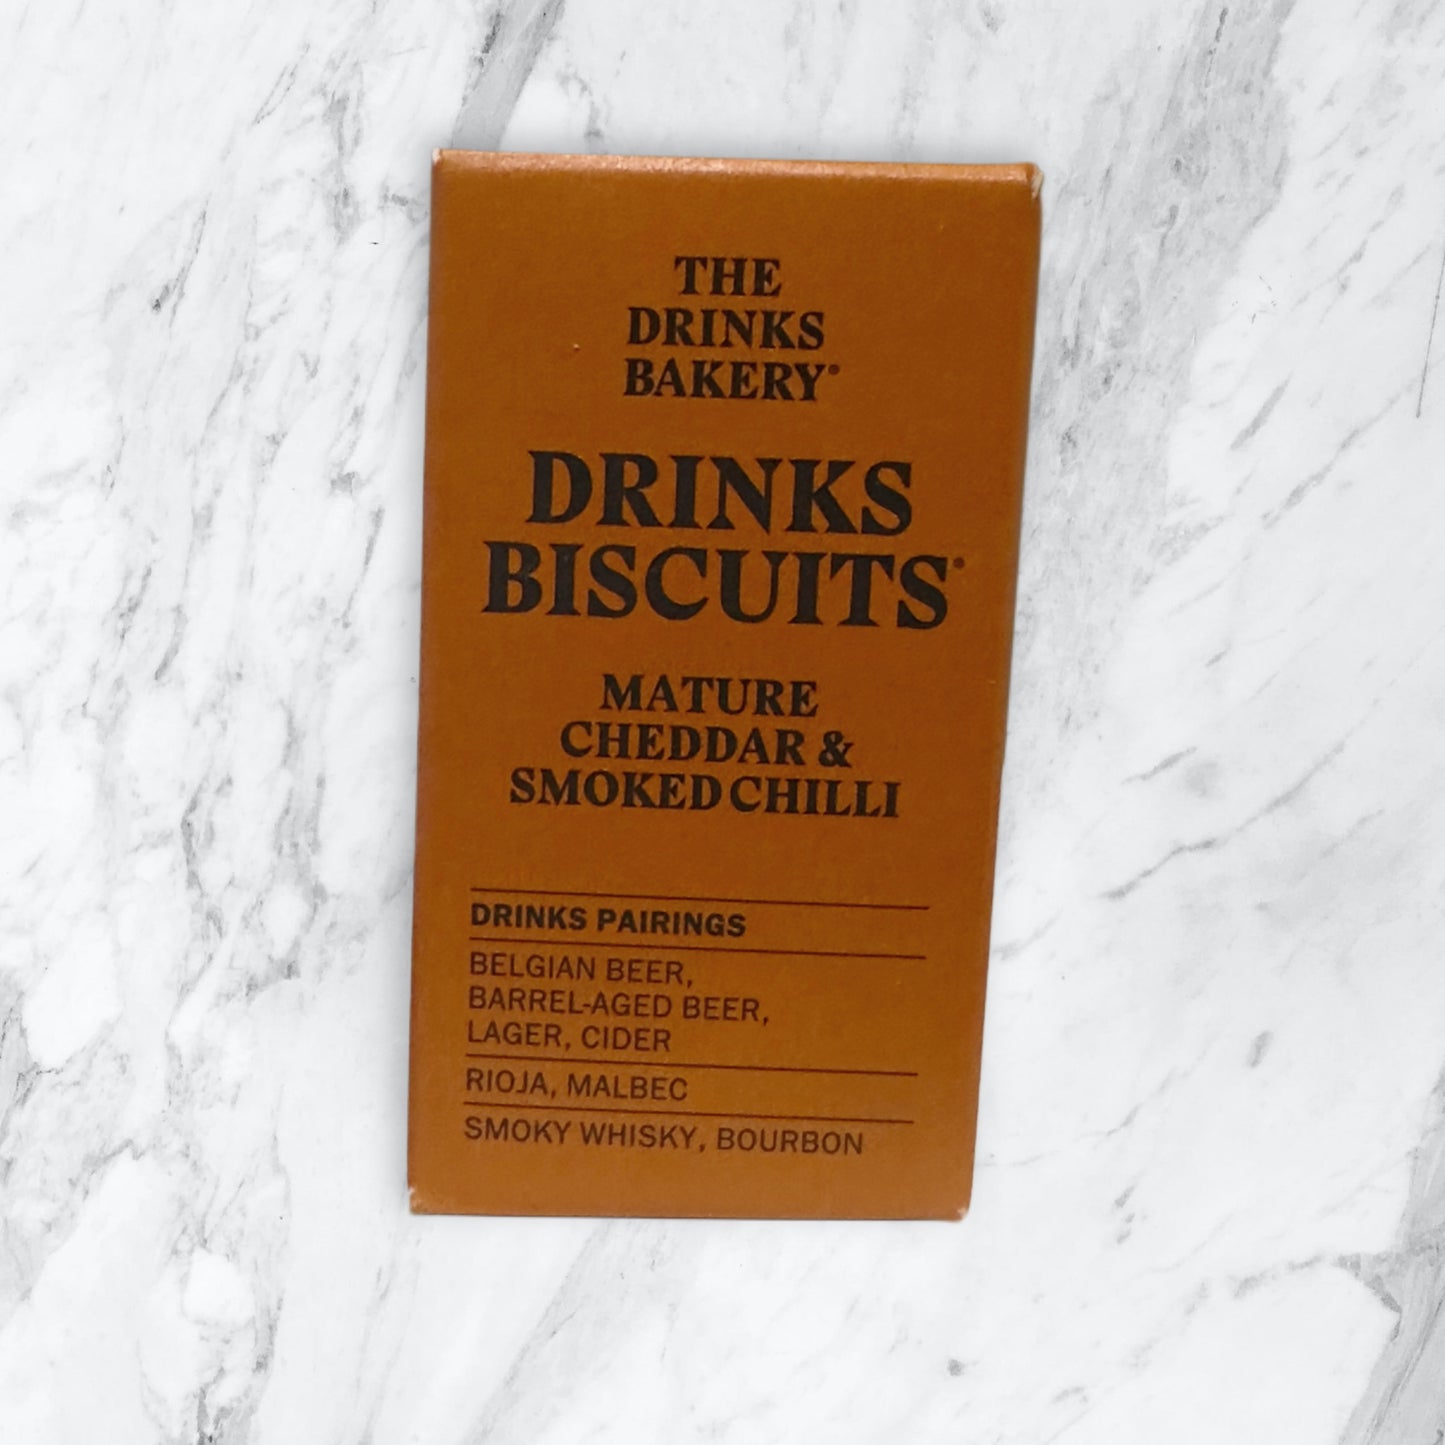 THE
DRINKS
BAKERY®
DRINKS
BISCUITS®
MATURE
CHEDDAR &
SMOKED CHILLI
DRINKS PAIRINGS
BELGIAN BEER,
BARREL-AGED BEER,
LAGER, CIDER
RIOJA, MALBEC
SMOKY WHISKY, BOURBON